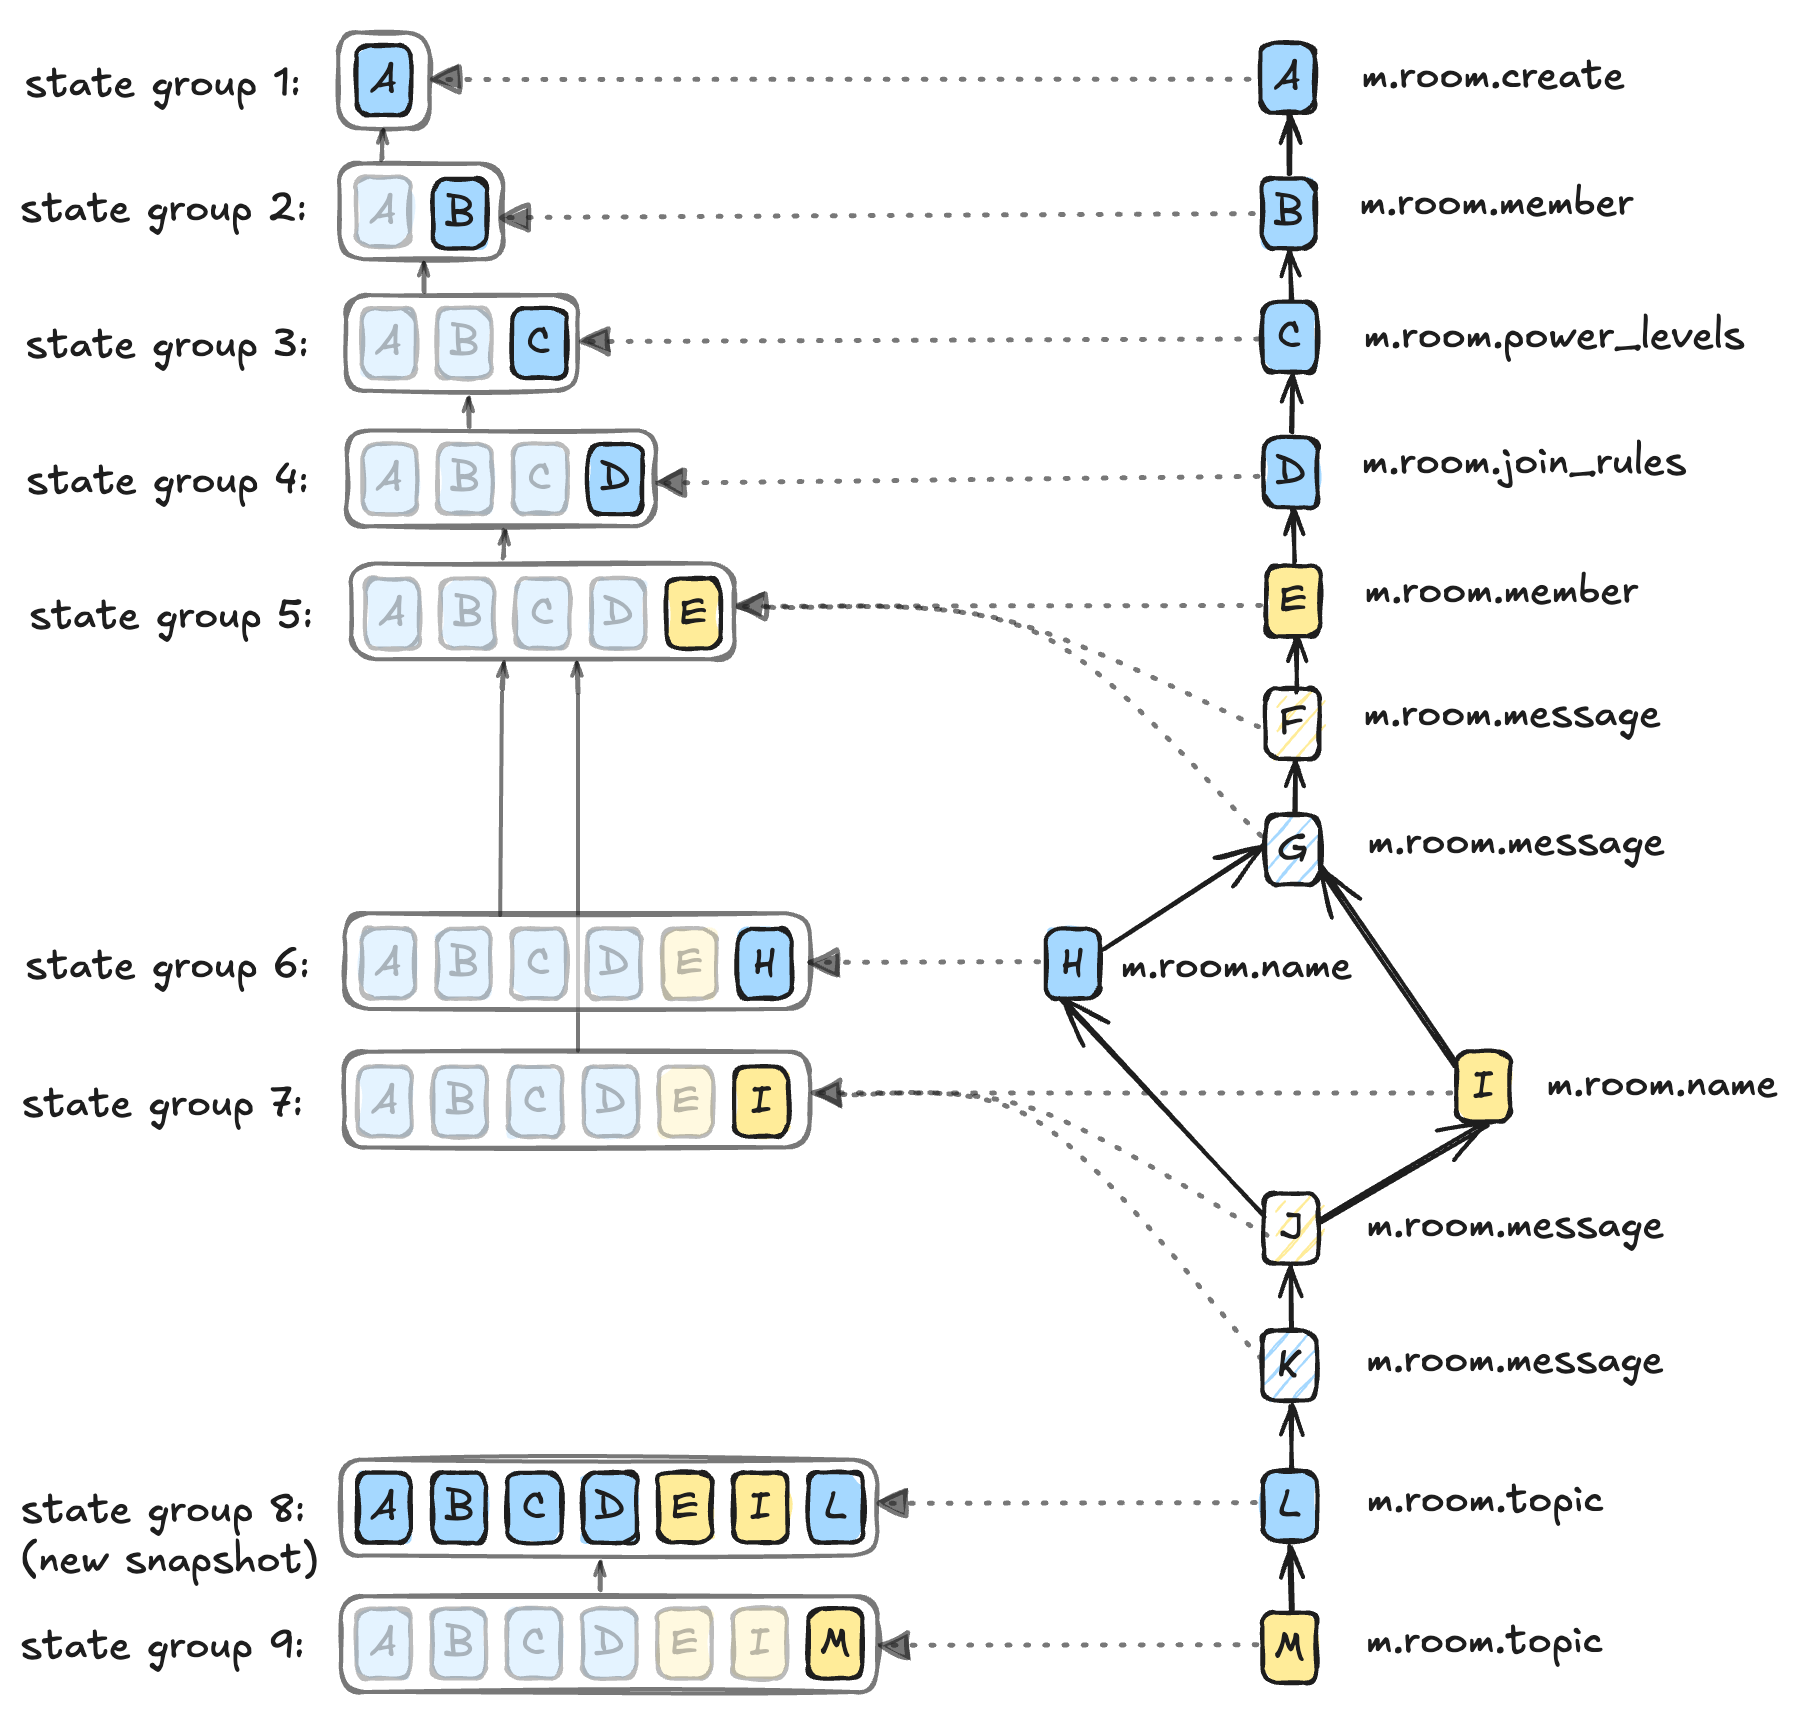 state group 1: A A m.room.create
state group 2: A B B m.room.member
state group 3: A B C C m.room.power_levels
state group 4: A B C D D m.room.join_rules
state group 5: A B C D E E m.room.member
F m.room.message
G m.room.message
state group 6: A B C D E H H m.room.name
state group 7: A B C D E I I m.room.name
J m.room.message
K m.room.message
state group 8: A B C D E I L L m.room.topic
(new snapshot)
state group 9: A B C D E I M M m.room.topic